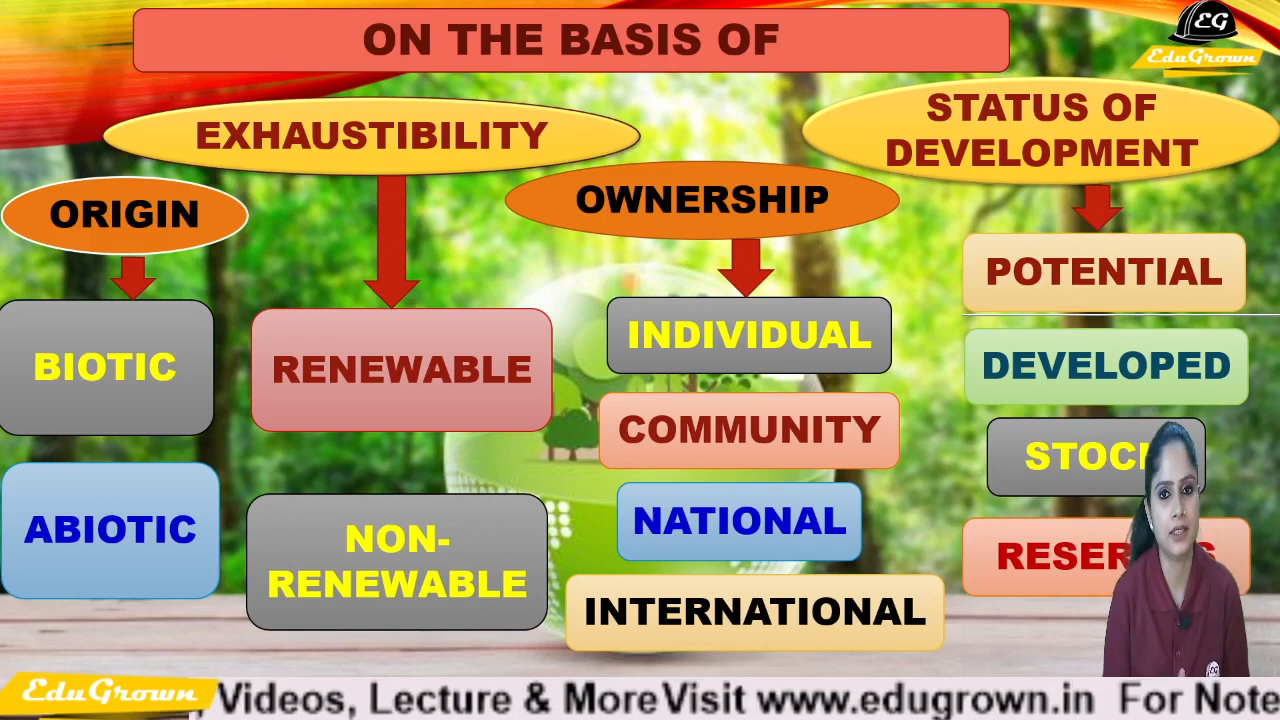 ON THE BASIS OF
EG
EduGrown
EXHAUSTIBILITY
STATUS OF
DEVELOPMENT
ORIGIN
OWNERSHIP
POTENTIAL
BIOTIC
RENEWABLE
INDIVIDUAL
DEVELOPED
COMMUNITY
ABIOTIC
NON-
RENEWABLE
NATIONAL
INTERNATIONAL
EduGrown
, Videos, Lecture & More Visit www.edugrown.in For Note